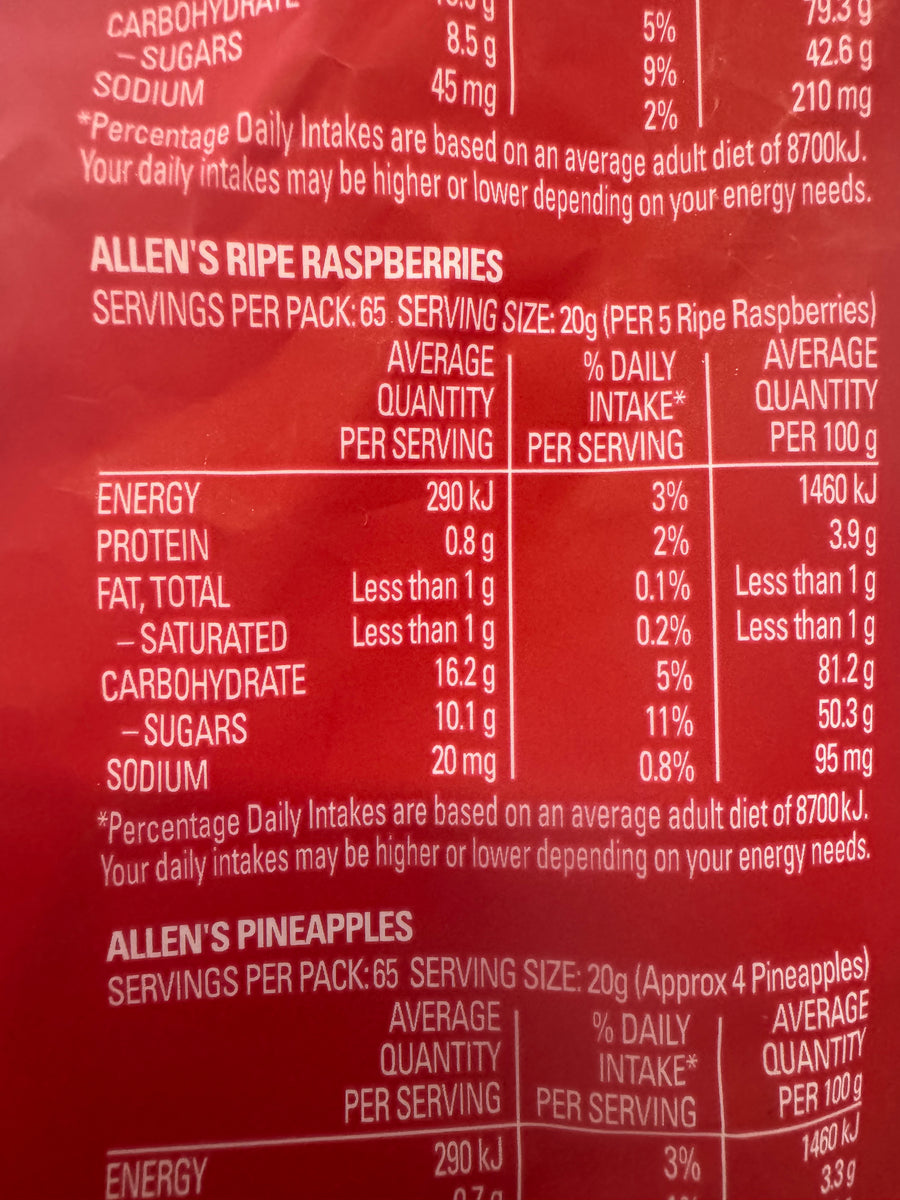 CARBOHYDRATE 5% 79.3 g
– SUGARS 8.5 g 9% 42.6 g
SODIUM 45 mg 2% 210 mg
*Percentage Daily Intakes are based on an average adult diet of 8700kJ.
Your daily intakes may be higher or lower depending on your energy needs.
ALLEN'S RIPE RASPBERRIES
SERVINGS PER PACK: 65 SERVING SIZE: 20g (PER 5 Ripe Raspberries)
AVERAGE % DAILY AVERAGE
QUANTITY INTAKE* QUANTITY
PER SERVING PER SERVING PER 100 g
ENERGY 290 kJ 3% 1460 kJ
PROTEIN 0.8 g 2% 3.9 g
FAT, TOTAL Less than 1 g 0.1% Less than 1 g
– SATURATED Less than 1 g 0.2% Less than 1 g
CARBOHYDRATE 16.2 g 5% 81.2 g
– SUGARS 10.1 g 11% 50.3 g
SODIUM 20 mg 0.8% 95 mg
*Percentage Daily Intakes are based on an average adult diet of 8700kJ.
Your daily intakes may be higher or lower depending on your energy needs.
ALLEN'S PINEAPPLES
SERVINGS PER PACK: 65 SERVING SIZE: 20g (Approx 4 Pineapples)
AVERAGE % DAILY AVERAGE
QUANTITY INTAKE* QUANTITY
PER SERVING PER SERVING PER 100 g
ENERGY 290 kJ 3% 1460 kJ
3.3 g